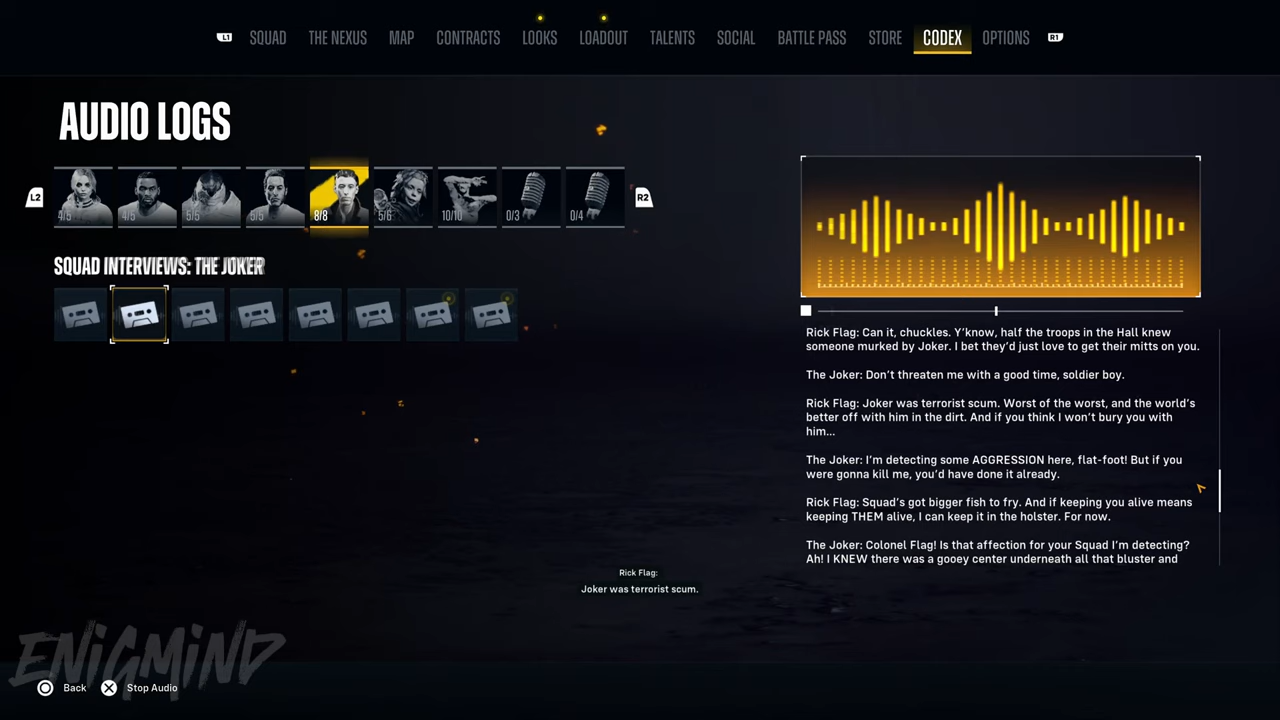 L1 SQUAD THE NEXUS MAP CONTRACTS LOOKS LOADOUT TALENTS SOCIAL BATTLE PASS STORE CODEX OPTIONS R1
AUDIO LOGS
L2 4/5 4/5 5/5 5/5 8/8 5/6 10/10 0/3 0/4 R2
SQUAD INTERVIEWS: THE JOKER
Rick Flag: Can it, chuckles. Y'know, half the troops in the Hall knew
someone murked by Joker. I bet they'd just love to get their mitts on you.
The Joker: Don't threaten me with a good time, soldier boy.
Rick Flag: Joker was terrorist scum. Worst of the worst, and the world's
better off with him in the dirt. And if you think I won't bury you with
him...
The Joker: I'm detecting some AGGRESSION here, flat-foot! But if you
were gonna kill me, you'd have done it already.
Rick Flag: Squad's got bigger fish to fry. And if keeping you alive means
keeping THEM alive, I can keep it in the holster. For now.
The Joker: Colonel Flag! Is that affection for your Squad I'm detecting?
Ah! I KNEW there was a gooey center underneath all that bluster and
Rick Flag:
Joker was terrorist scum.
ENiGMiND
Back Stop Audio